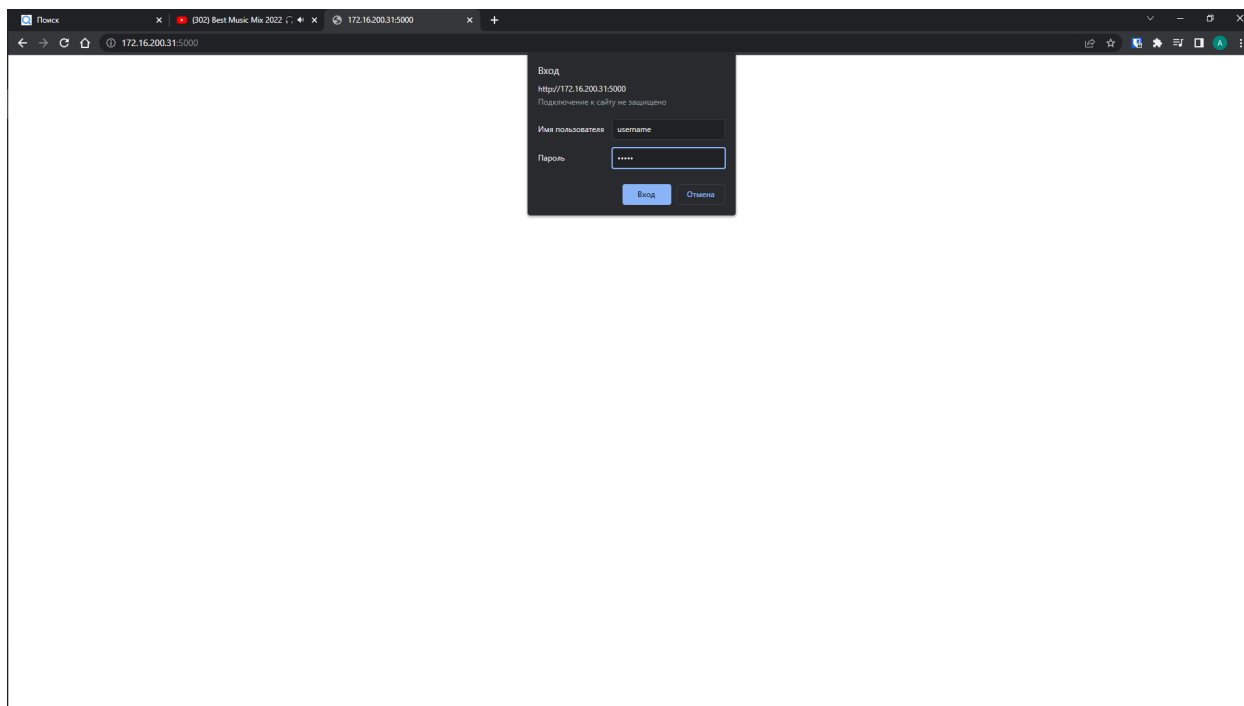 Поиск
(302) Best Music Mix 2022
172.16.200.31:5000
172.16.200.31:5000
Вход
http://172.16.200.31:5000
Подключение к сайту не защищено
Имя пользователя username
Пароль •••••
Вход Отмена
A